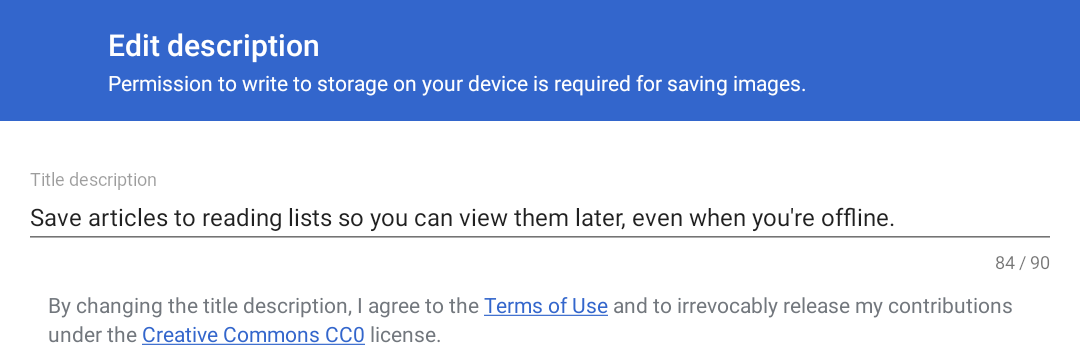 Edit description
Permission to write to storage on your device is required for saving images.
Title description
Save articles to reading lists so you can view them later, even when you're offline.
84 / 90
By changing the title description, I agree to the Terms of Use and to irrevocably release my contributions
under the Creative Commons CC0 license.